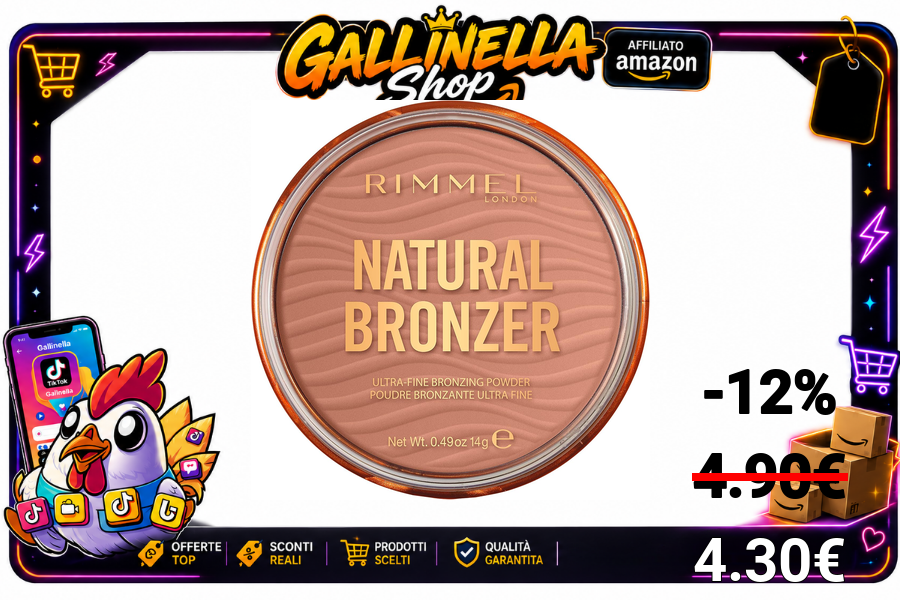 GALLINELLA
Shop
AFFILIATO
amazon
RIMMEL
LONDON
NATURAL
BRONZER
ULTRA-FINE BRONZING POWDER
POUDRE BRONZANTE ULTRA FINE
Net Wt. 0.49oz 14g e
-12%
4.90€
4.30€
Gallinella
TikTok
Gallinella
OFFERTE
TOP
SCONTI
REALI
PRODOTTI
SCELTI
QUALITÀ
GARANTITA